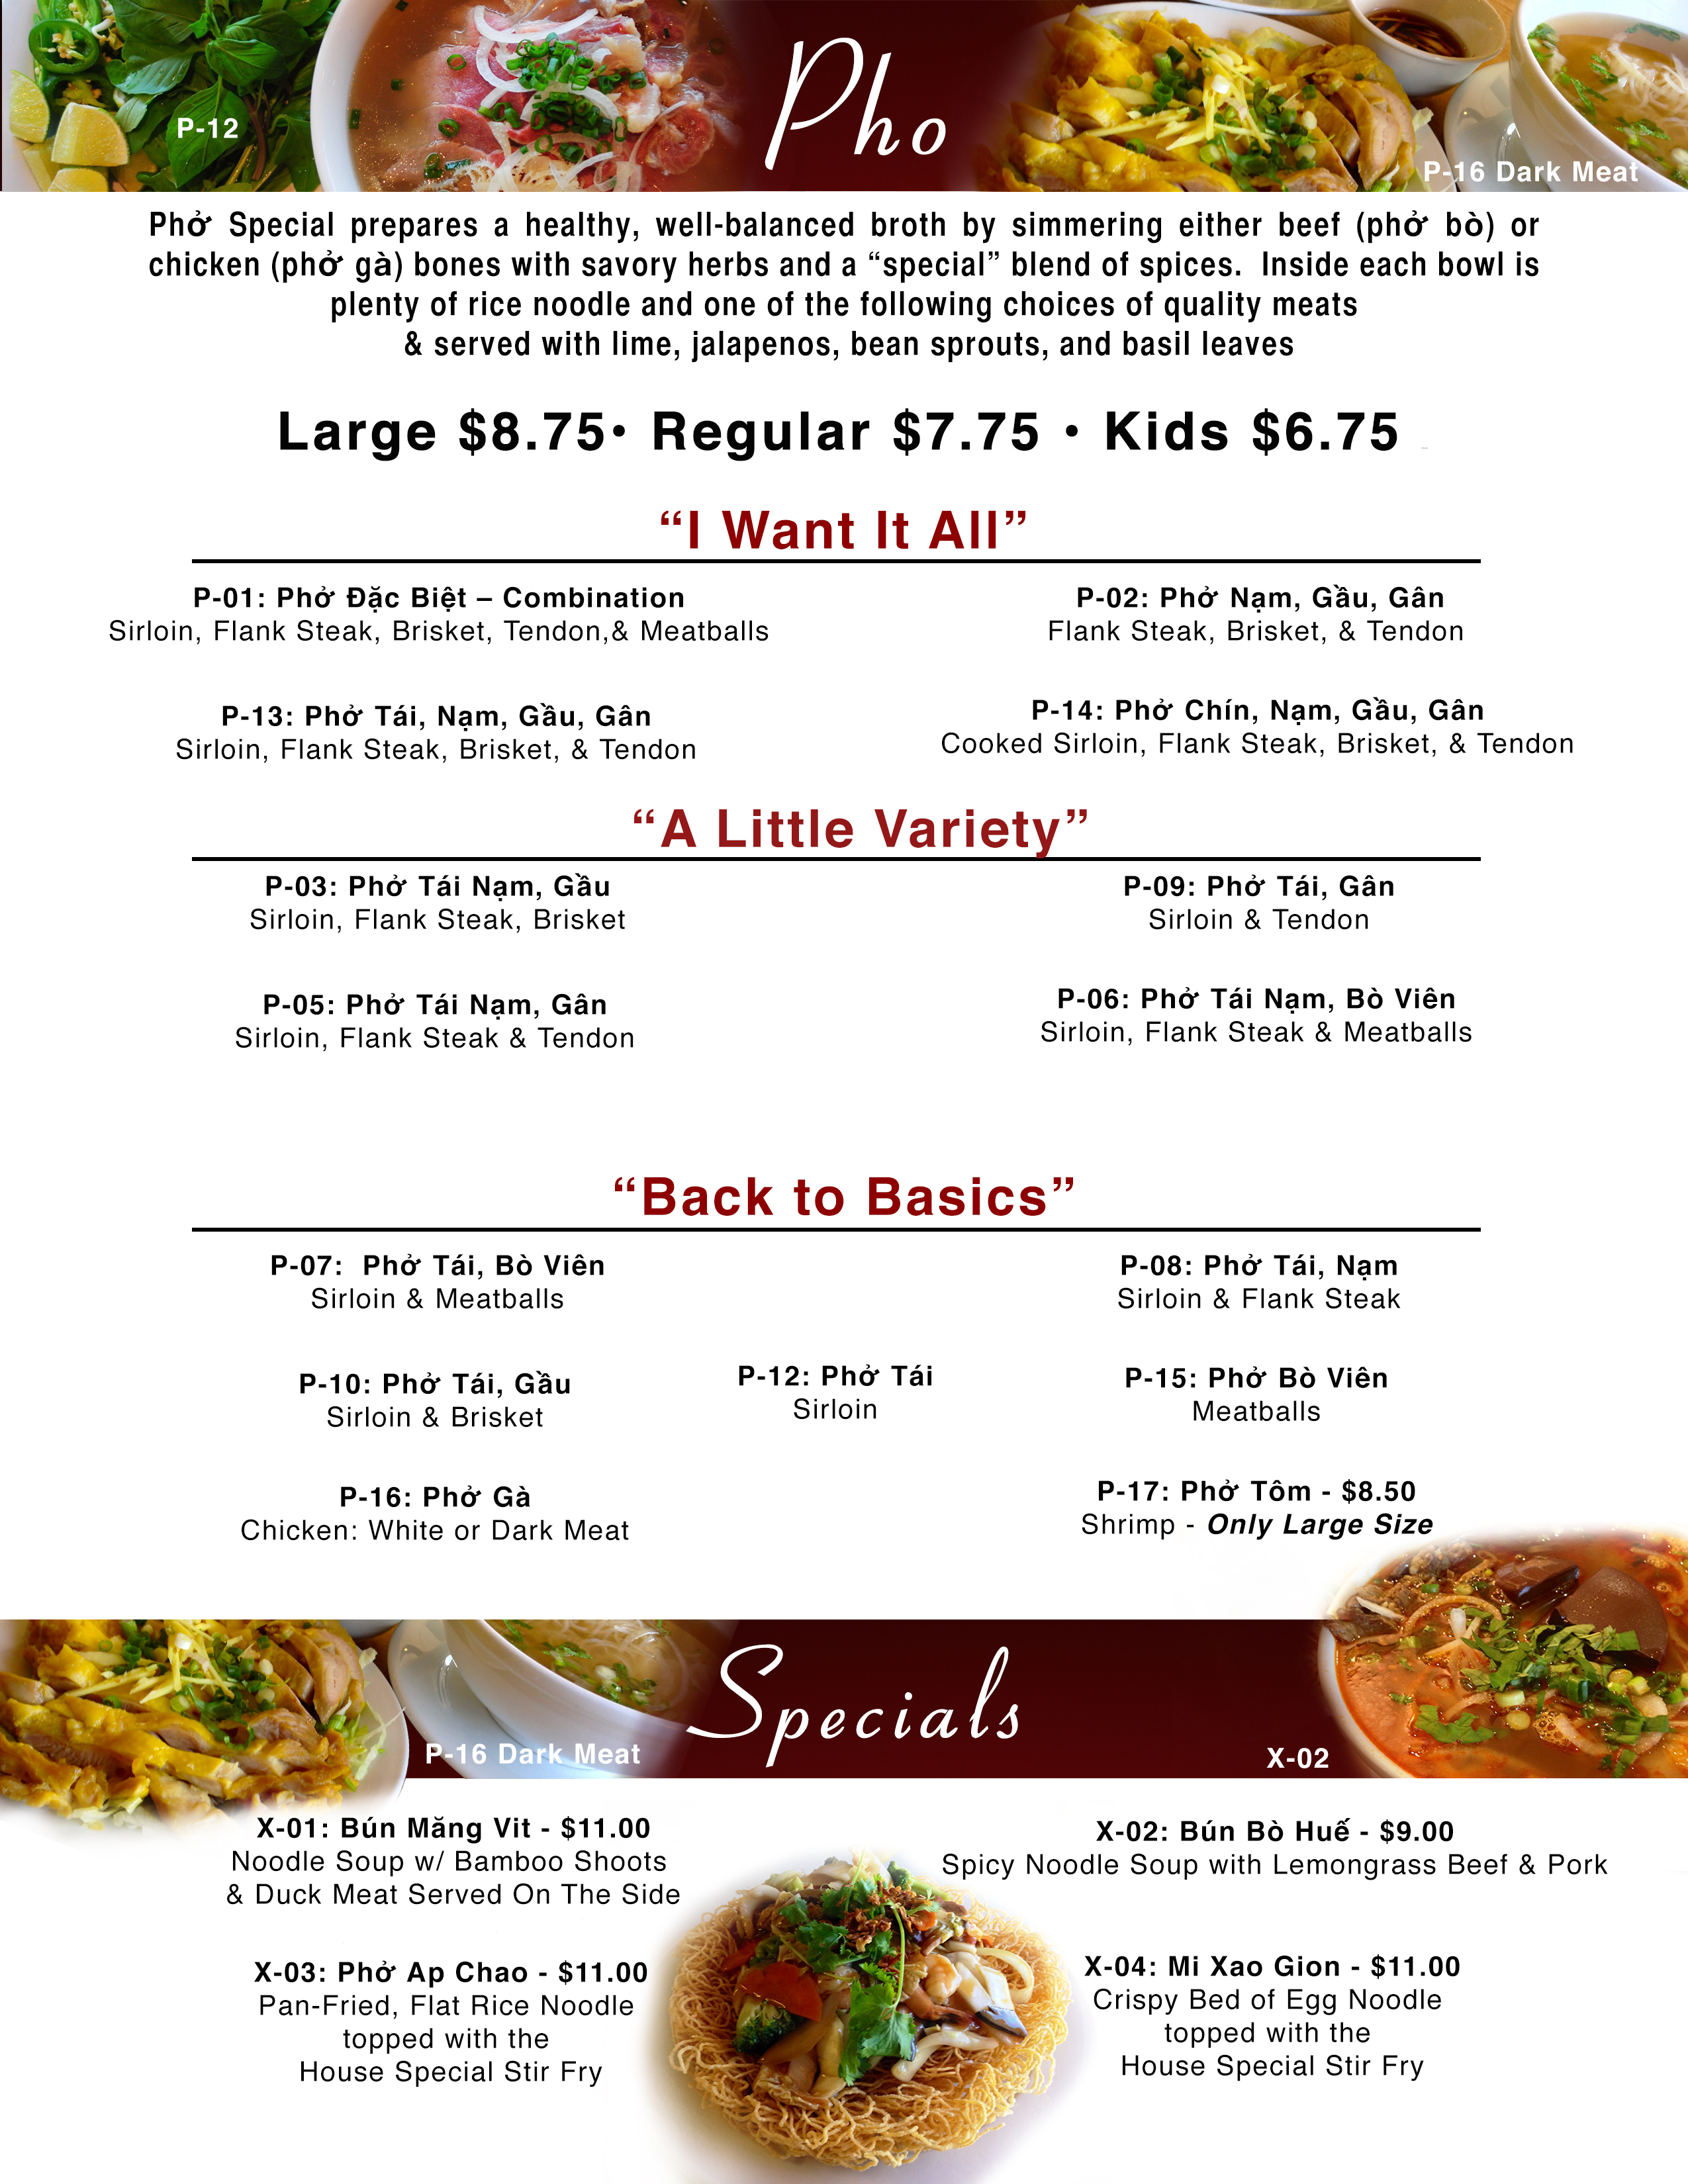 P-12
Pho
P-16 Dark Meat
Phở Special prepares a healthy, well-balanced broth by simmering either beef (phở bò) or
chicken (phở gà) bones with savory herbs and a “special” blend of spices. Inside each bowl is
plenty of rice noodle and one of the following choices of quality meats
& served with lime, jalapenos, bean sprouts, and basil leaves
Large $8.75• Regular $7.75 • Kids $6.75
“I Want It All”
P-01: Phở Đặc Biệt – Combination
Sirloin, Flank Steak, Brisket, Tendon,& Meatballs
P-02: Phở Nạm, Gầu, Gân
Flank Steak, Brisket, & Tendon
P-13: Phở Tái, Nạm, Gầu, Gân
Sirloin, Flank Steak, Brisket, & Tendon
P-14: Phở Chín, Nạm, Gầu, Gân
Cooked Sirloin, Flank Steak, Brisket, & Tendon
“A Little Variety”
P-03: Phở Tái Nạm, Gầu
Sirloin, Flank Steak, Brisket
P-09: Phở Tái, Gân
Sirloin & Tendon
P-05: Phở Tái Nạm, Gân
Sirloin, Flank Steak & Tendon
P-06: Phở Tái Nạm, Bò Viên
Sirloin, Flank Steak & Meatballs
“Back to Basics”
P-07: Phở Tái, Bò Viên
Sirloin & Meatballs
P-08: Phở Tái, Nạm
Sirloin & Flank Steak
P-10: Phở Tái, Gầu
Sirloin & Brisket
P-12: Phở Tái
Sirloin
P-15: Phở Bò Viên
Meatballs
P-16: Phở Gà
Chicken: White or Dark Meat
P-17: Phở Tôm - $8.50
Shrimp - Only Large Size
Specials
P-16 Dark Meat
X-02
X-01: Bún Măng Vit - $11.00
Noodle Soup w/ Bamboo Shoots
& Duck Meat Served On The Side
X-02: Bún Bò Huế - $9.00
Spicy Noodle Soup with Lemongrass Beef & Pork
X-03: Phở Ap Chao - $11.00
Pan-Fried, Flat Rice Noodle
topped with the
House Special Stir Fry
X-04: Mi Xao Gion - $11.00
Crispy Bed of Egg Noodle
topped with the
House Special Stir Fry